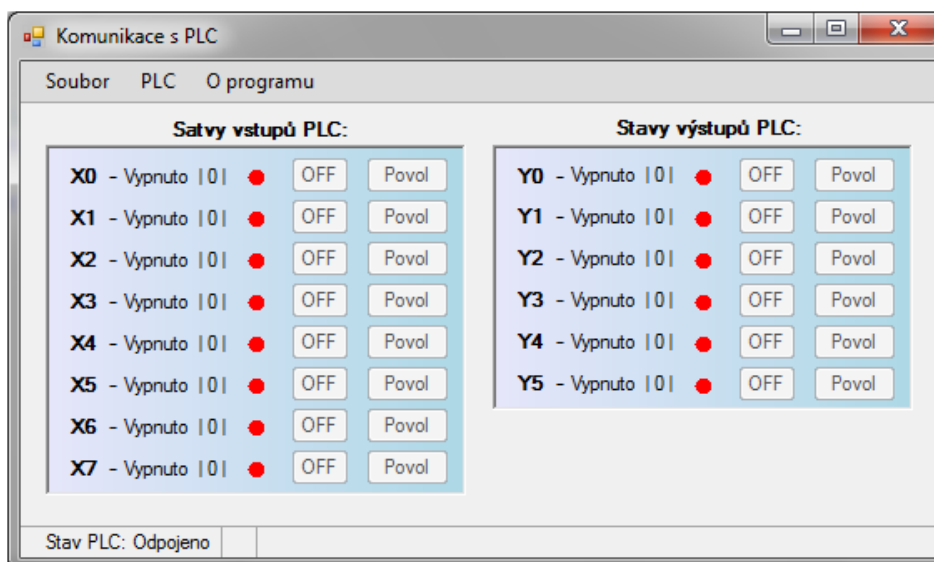 Komunikace s PLC
Soubor PLC O programu
Satvy vstupů PLC:
X0 - Vypnuto |0| OFF Povol
X1 - Vypnuto |0| OFF Povol
X2 - Vypnuto |0| OFF Povol
X3 - Vypnuto |0| OFF Povol
X4 - Vypnuto |0| OFF Povol
X5 - Vypnuto |0| OFF Povol
X6 - Vypnuto |0| OFF Povol
X7 - Vypnuto |0| OFF Povol
Stavy výstupů PLC:
Y0 - Vypnuto |0| OFF Povol
Y1 - Vypnuto |0| OFF Povol
Y2 - Vypnuto |0| OFF Povol
Y3 - Vypnuto |0| OFF Povol
Y4 - Vypnuto |0| OFF Povol
Y5 - Vypnuto |0| OFF Povol
Stav PLC: Odpojeno